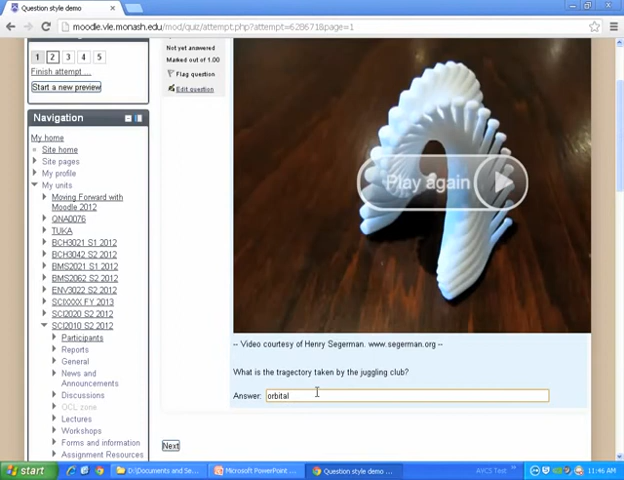 Question style demo
moodle.vle.monash.edu/mod/quiz/attempt.php?attempt=628671&page=1
1 2 3 4 5
Finish attempt ...
Start a new preview
Navigation
My home
Site home
Site pages
My profile
My units
Moving Forward with
Moodle 2012
QNA0076
TUKA
BCH3021 S1 2012
BCH3042 S2 2012
BMS2021 S1 2012
BMS2062 S2 2012
ENV3022 S2 2012
SCIXXXX FY 2013
SCI2020 S2 2012
SCI2010 S2 2012
Participants
Reports
General
News and
Announcements
Discussions
OCL zone
Lectures
Workshops
Forms and information
Assignment Resources
Not yet answered
Marked out of 1.00
Flag question
Edit question
Play again
-- Video courtesy of Henry Segerman. www.segerman.org --
What is the tragectory taken by the juggling club?
Answer: orbital
Next
start
D:\Documents and Se...
Microsoft PowerPoint ...
Question style demo ...
AVCS Test
11:46 AM